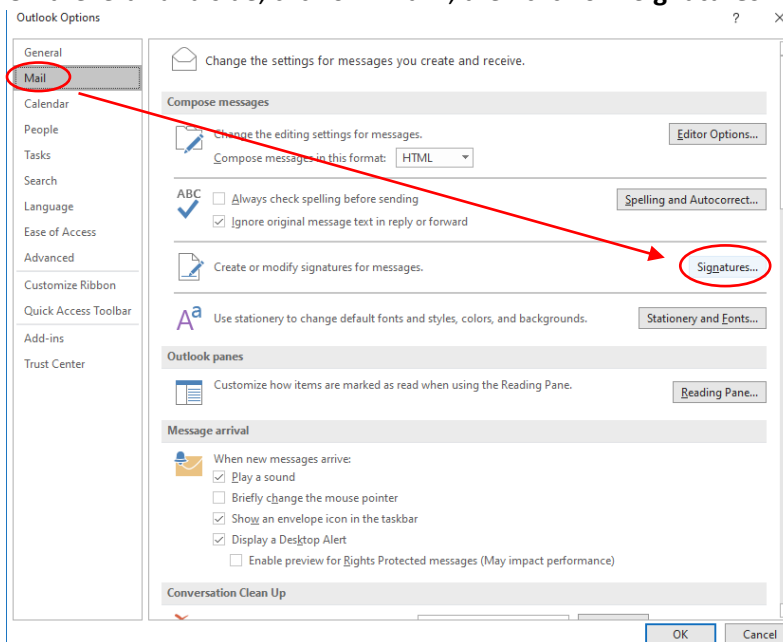 Outlook Options
? ×
General
Mail
Calendar
People
Tasks
Search
Language
Ease of Access
Advanced
Customize Ribbon
Quick Access Toolbar
Add-ins
Trust Center
Change the settings for messages you create and receive.
Compose messages
Change the editing settings for messages.
Editor Options...
Compose messages in this format: HTML
ABC
Always check spelling before sending
Spelling and Autocorrect...
Ignore original message text in reply or forward
Create or modify signatures for messages.
Signatures...
Aa
Use stationery to change default fonts and styles, colors, and backgrounds.
Stationery and Fonts...
Outlook panes
Customize how items are marked as read when using the Reading Pane.
Reading Pane...
Message arrival
When new messages arrive:
Play a sound
Briefly change the mouse pointer
Show an envelope icon in the taskbar
Display a Desktop Alert
Enable preview for Rights Protected messages (May impact performance)
Conversation Clean Up
OK
Cancel